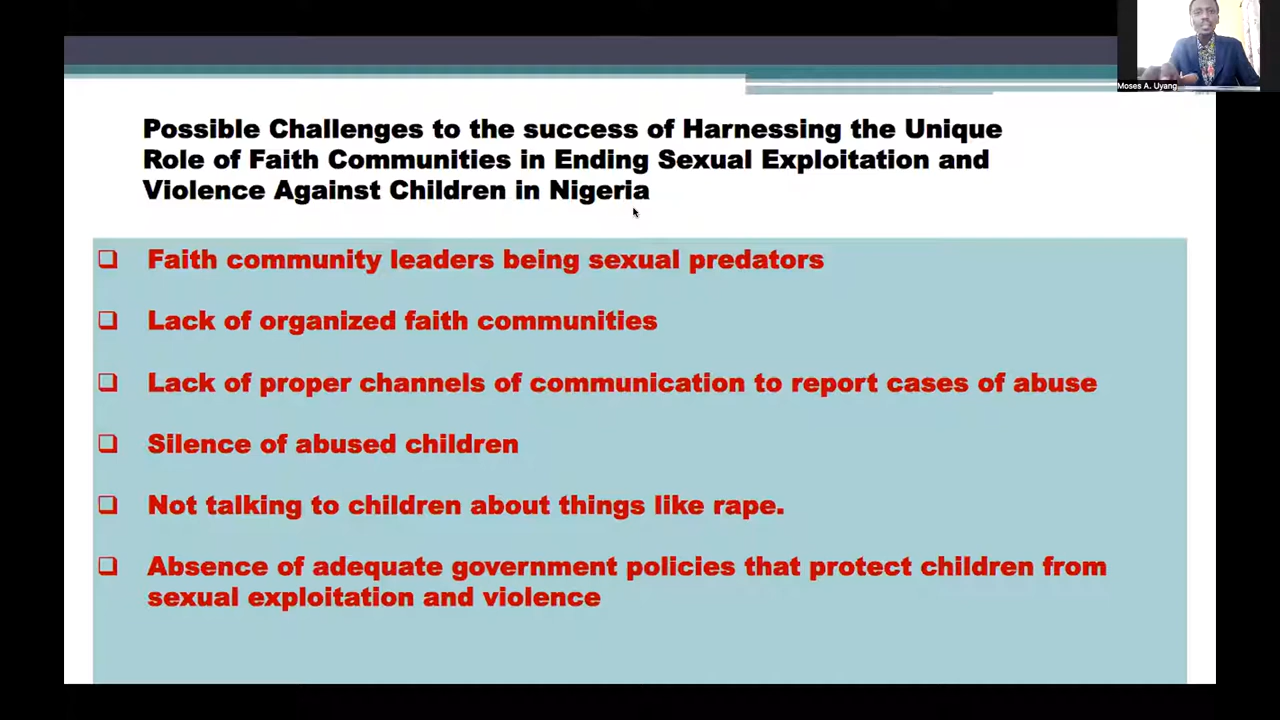 Moses A. Uyang
Possible Challenges to the success of Harnessing the Unique
Role of Faith Communities in Ending Sexual Exploitation and
Violence Against Children in Nigeria
Faith community leaders being sexual predators
Lack of organized faith communities
Lack of proper channels of communication to report cases of abuse
Silence of abused children
Not talking to children about things like rape.
Absence of adequate government policies that protect children from
sexual exploitation and violence